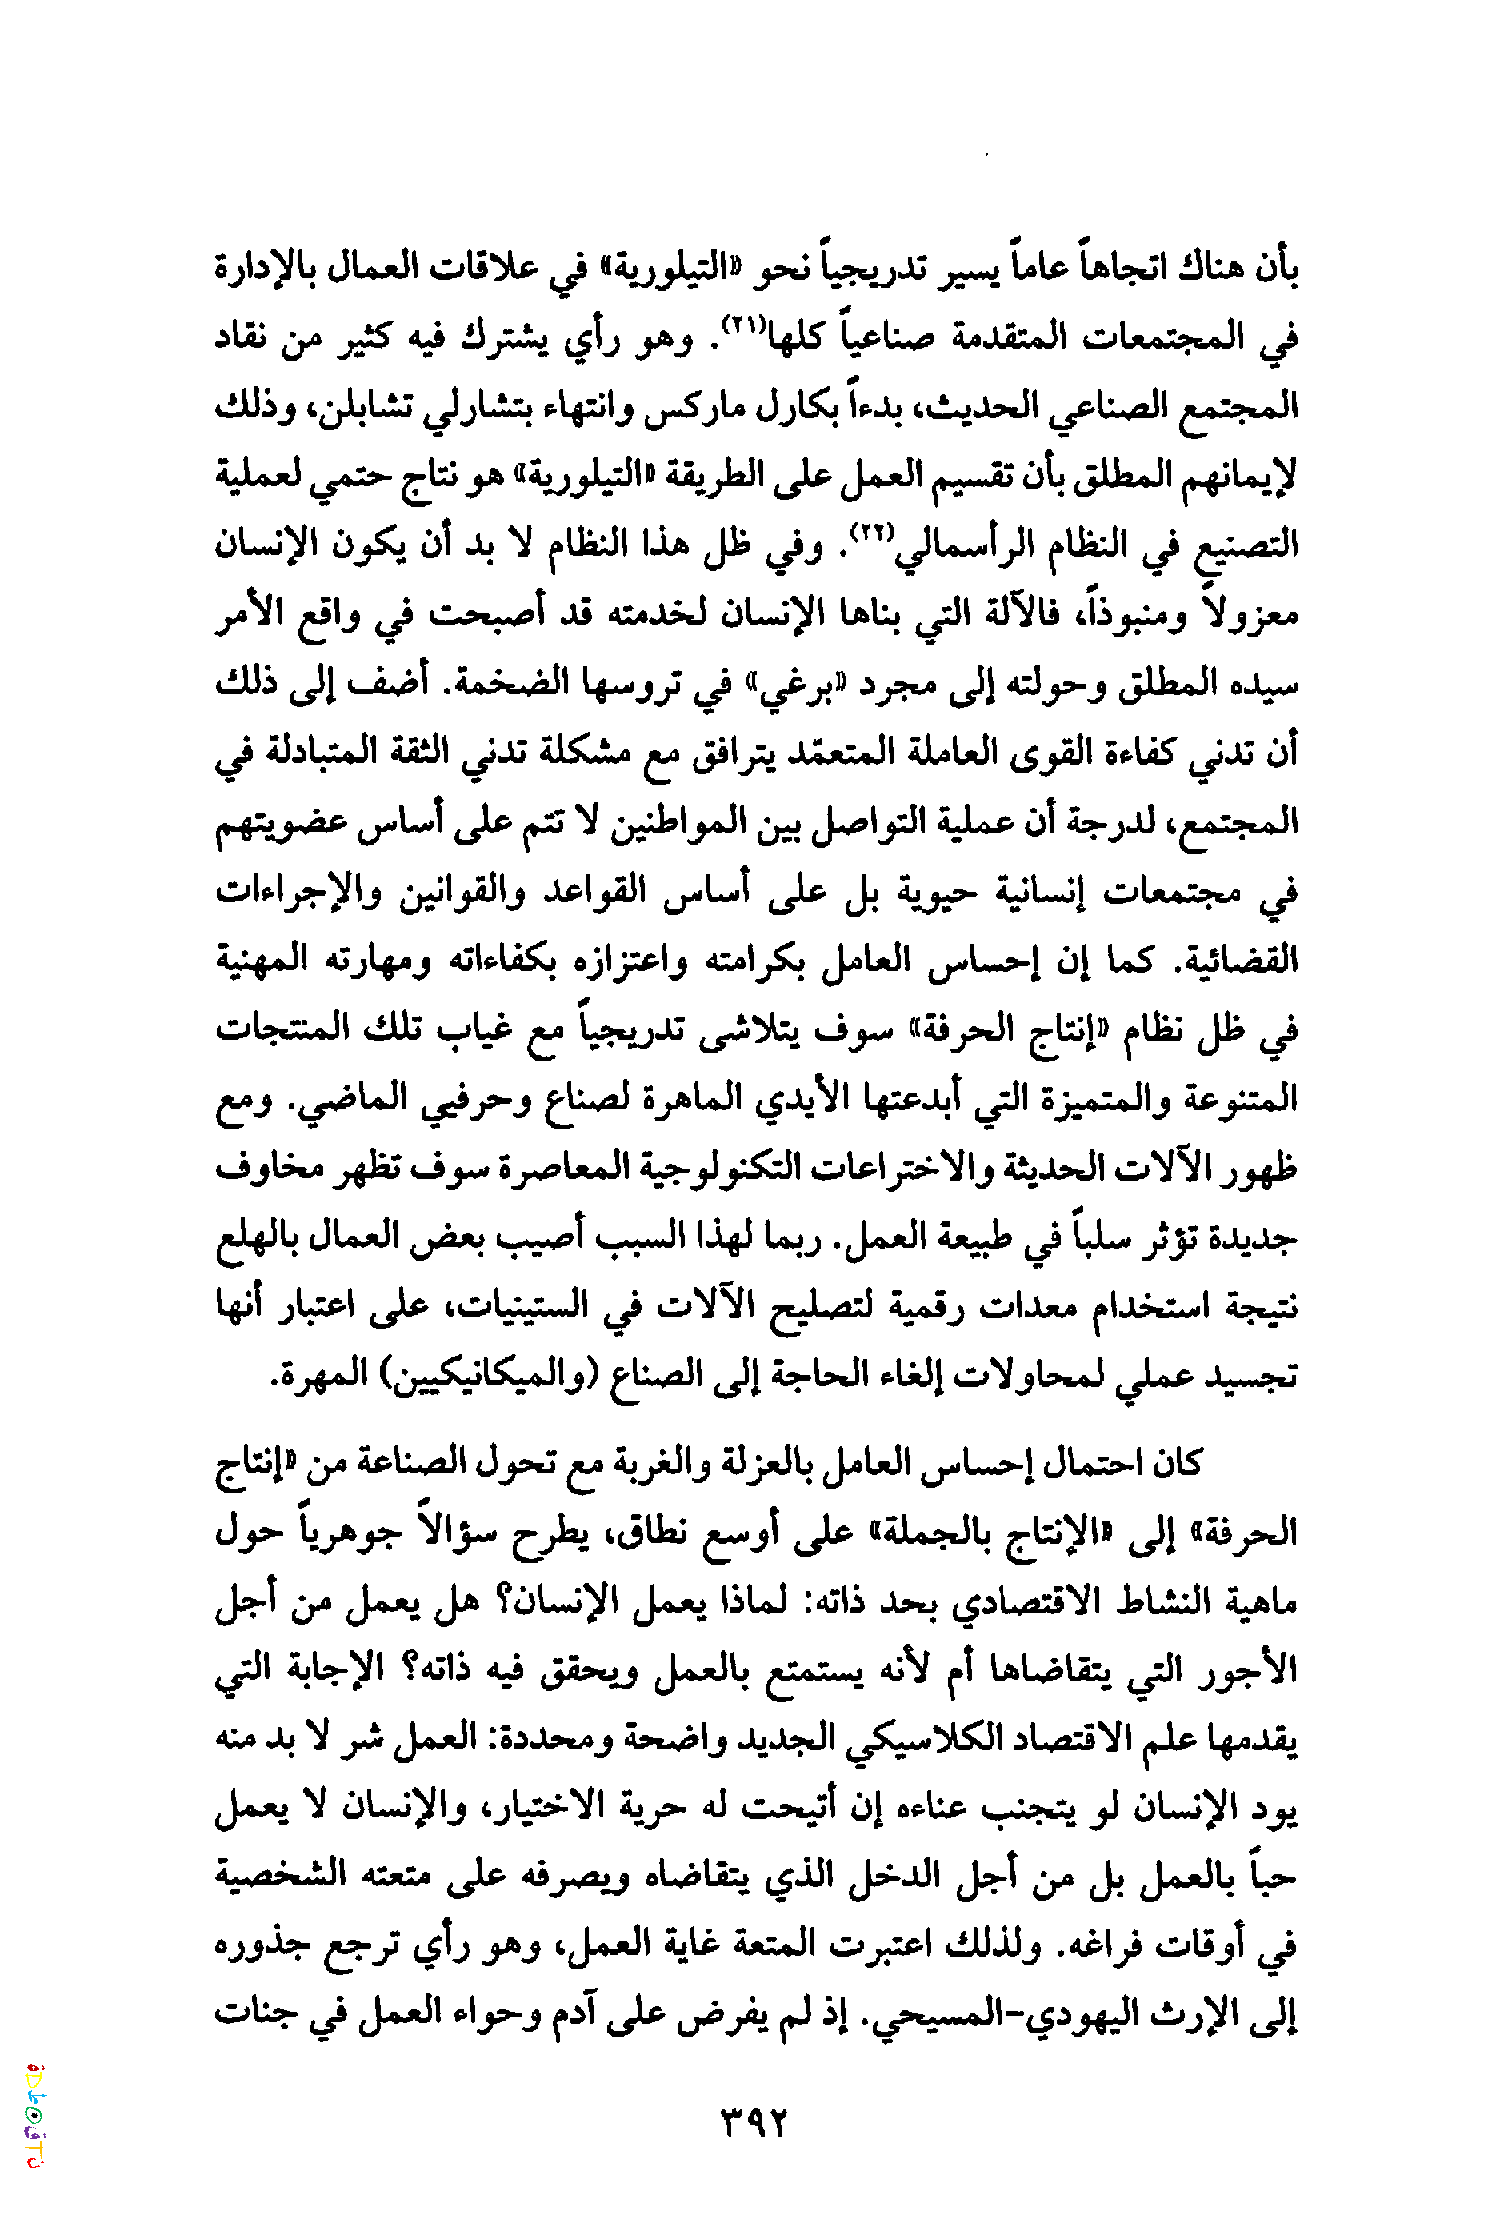 بأن هناك اتجاهاً عاماً يسير تدريجياً نحو «التيلورية» في علاقات العمال بالإدارة
في المجتمعات المتقدمة صناعياً كلها(٢١). وهو رأي يشترك فيه كثير من نقاد
المجتمع الصناعي الحديث، بدءاً بكارل ماركس وانتهاء بتشارلي تشابلن، وذلك
لإيمانهم المطلق بأن تقسيم العمل على الطريقة «التيلورية» هو نتاج حتمي لعملية
التصنيع في النظام الرأسمالي(٢٢). وفي ظل هذا النظام لا بد أن يكون الإنسان
معزولاً ومنبوذاً، فالآلة التي بناها الإنسان لخدمته قد أصبحت في واقع الأمر
سيده المطلق وحولته إلى مجرد «برغي» في تروسها الضخمة. أضف إلى ذلك
أن تدني كفاءة القوى العاملة المتعمّد يترافق مع مشكلة تدني الثقة المتبادلة في
المجتمع، لدرجة أن عملية التواصل بين المواطنين لا تتم على أساس عضويتهم
في مجتمعات إنسانية حيوية بل على أساس القواعد والقوانين والإجراءات
القضائية. كما إن إحساس العامل بكرامته واعتزازه بكفاءاته ومهارته المهنية
في ظل نظام «إنتاج الحرفة» سوف يتلاشى تدريجياً مع غياب تلك المنتجات
المتنوعة والمتميزة التي أبدعتها الأيدي الماهرة لصناع وحرفيي الماضي. ومع
ظهور الآلات الحديثة والاختراعات التكنولوجية المعاصرة سوف تظهر مخاوف
جديدة تؤثر سلباً في طبيعة العمل. ربما لهذا السبب أصيب بعض العمال بالهلع
نتيجة استخدام معدات رقمية لتصليح الآلات في الستينيات، على اعتبار أنها
تجسيد عملي لمحاولات إلغاء الحاجة إلى الصناع (والميكانيكيين) المهرة.
كان احتمال إحساس العامل بالعزلة والغربة مع تحول الصناعة من «إنتاج
الحرفة» إلى «الإنتاج بالجملة» على أوسع نطاق، يطرح سؤالاً جوهرياً حول
ماهية النشاط الاقتصادي بحد ذاته: لماذا يعمل الإنسان؟ هل يعمل من أجل
الأجور التي يتقاضاها أم لأنه يستمتع بالعمل ويحقق فيه ذاته؟ الإجابة التي
يقدمها علم الاقتصاد الكلاسيكي الجديد واضحة ومحددة: العمل شر لا بد منه
يود الإنسان لو يتجنب عناءه إن أتيحت له حرية الاختيار، والإنسان لا يعمل
حباً بالعمل بل من أجل الدخل الذي يتقاضاه ويصرفه على متعته الشخصية
في أوقات فراغه. ولذلك اعتبرت المتعة غاية العمل، وهو رأي ترجع جذوره
إلى الإرث اليهودي-المسيحي. إذ لم يفرض على آدم وحواء العمل في جنات
٣٩٢